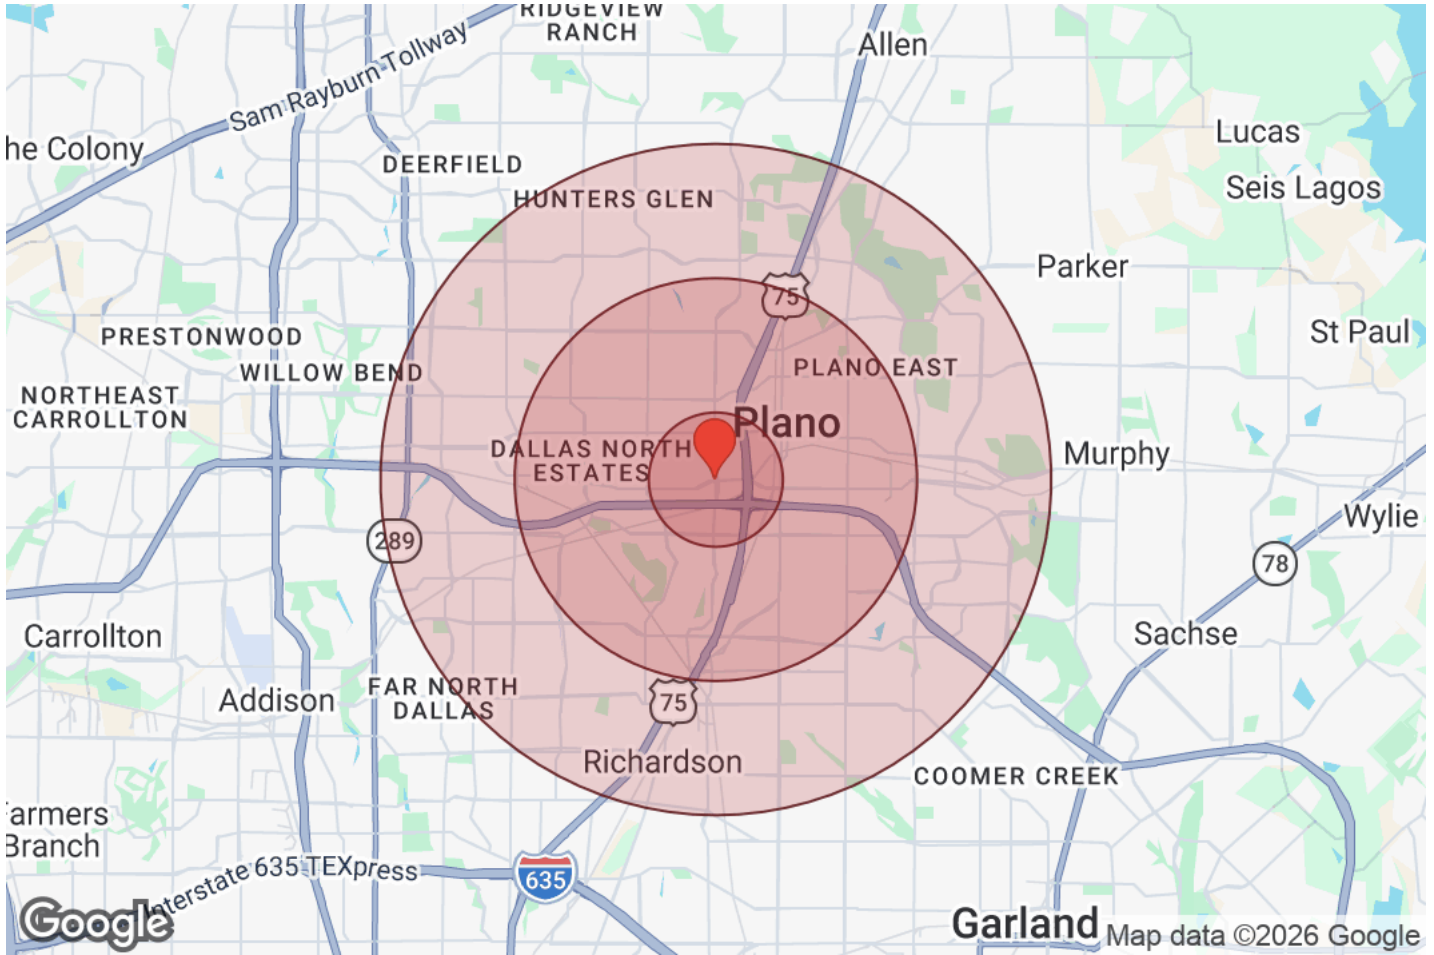 RIDGEVIEW
RANCH
Allen
Sam Rayburn Tollway
Lucas
he Colony
DEERFIELD
Seis Lagos
HUNTERS GLEN
Parker
75
St Paul
PRESTONWOOD
WILLOW BEND
PLANO EAST
NORTHEAST
CARROLLTON
Plano
DALLAS NORTH
ESTATES
Murphy
Wylie
289
78
Carrollton
Sachse
Addison
FAR NORTH
DALLAS
75
Richardson
COOMER CREEK
armers
Branch
Interstate 635 TEXpress
635
Google
Garland
Map data ©2026 Google